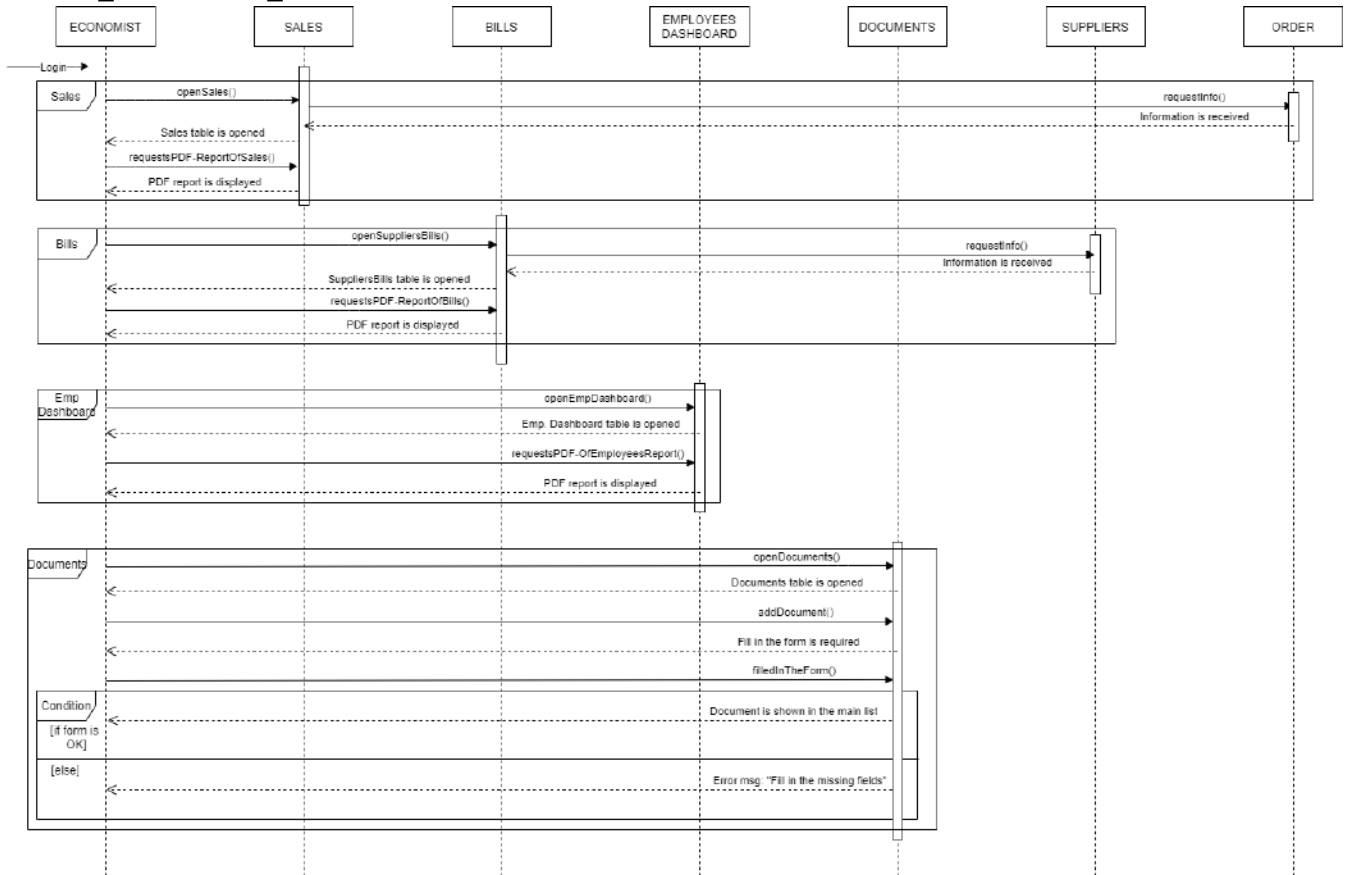 ECONOMIST
SALES
BILLS
EMPLOYEES
DASHBOARD
DOCUMENTS
SUPPLIERS
ORDER
Login
Sales
openSales()
requestInfo()
Information is received
Sales table is opened
requestsPDF-ReportOfSales()
PDF report is displayed
Bills
openSuppliersBills()
requestInfo()
Information is received
SuppliersBills table is opened
requestsPDF-ReportOfBills()
PDF report is displayed
Emp
Dashboard
openEmpDashboard()
Emp. Dashboard table is opened
requestsPDF-OfEmployeesReport()
PDF report is displayed
Documents
openDocuments()
Documents table is opened
addDocument()
Fill in the form is required
filledInTheForm()
Condition
Document is shown in the main list
[if form is
OK]
[else]
Error msg: "Fill in the missing fields"